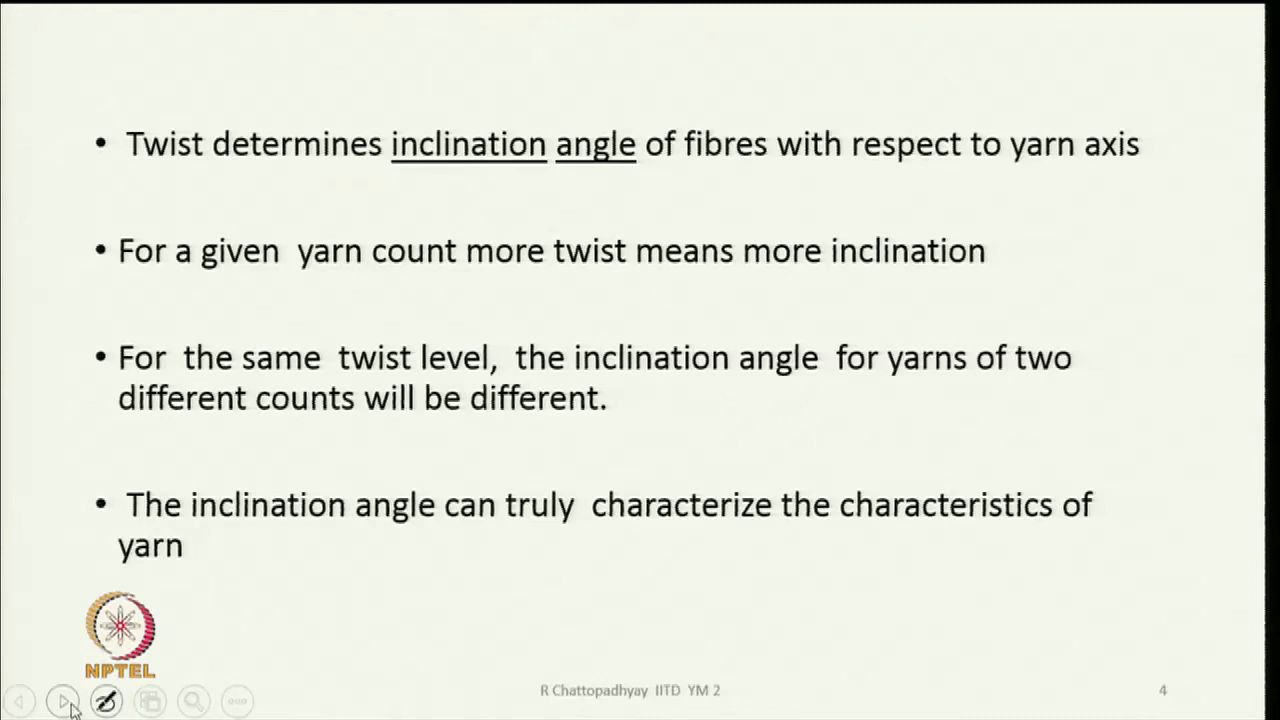 • Twist determines inclination angle of fibres with respect to yarn axis
• For a given yarn count more twist means more inclination
• For the same twist level, the inclination angle for yarns of two
different counts will be different.
• The inclination angle can truly characterize the characteristics of
yarn
NPTEL
R Chattopadhyay IITD YM 2
4